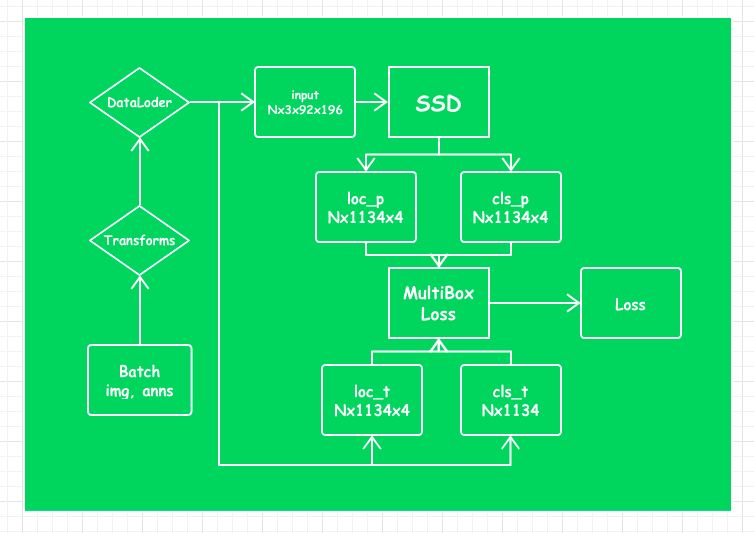 DataLoder
input
Nx3x92x196
SSD
loc_p
Nx1134x4
cls_p
Nx1134x4
Transforms
MultiBox
Loss
Loss
Batch
img, anns
loc_t
Nx1134x4
cls_t
Nx1134